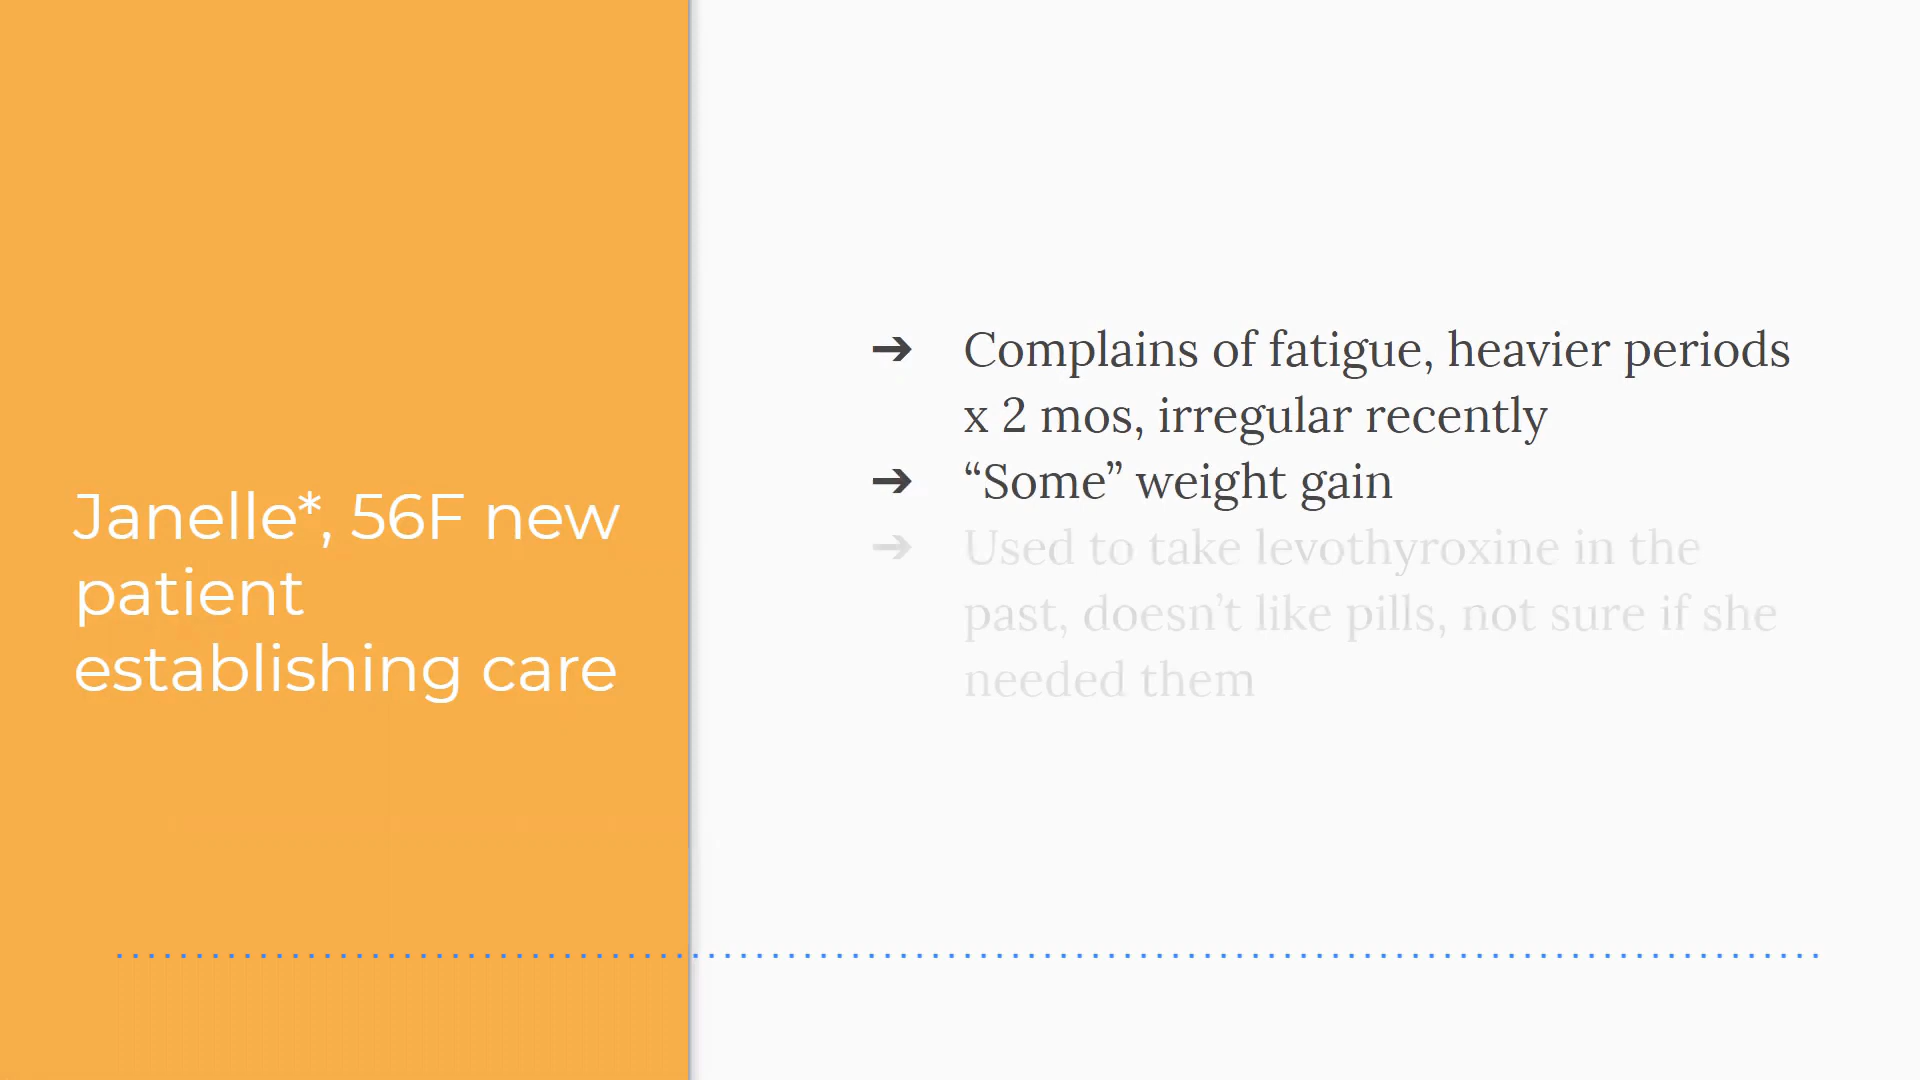 Janelle*, 56F new
patient
establishing care
➔ Complains of fatigue, heavier periods
x 2 mos, irregular recently
➔ “Some” weight gain
➔ Used to take levothyroxine in the
past, doesn’t like pills, not sure if she
needed them